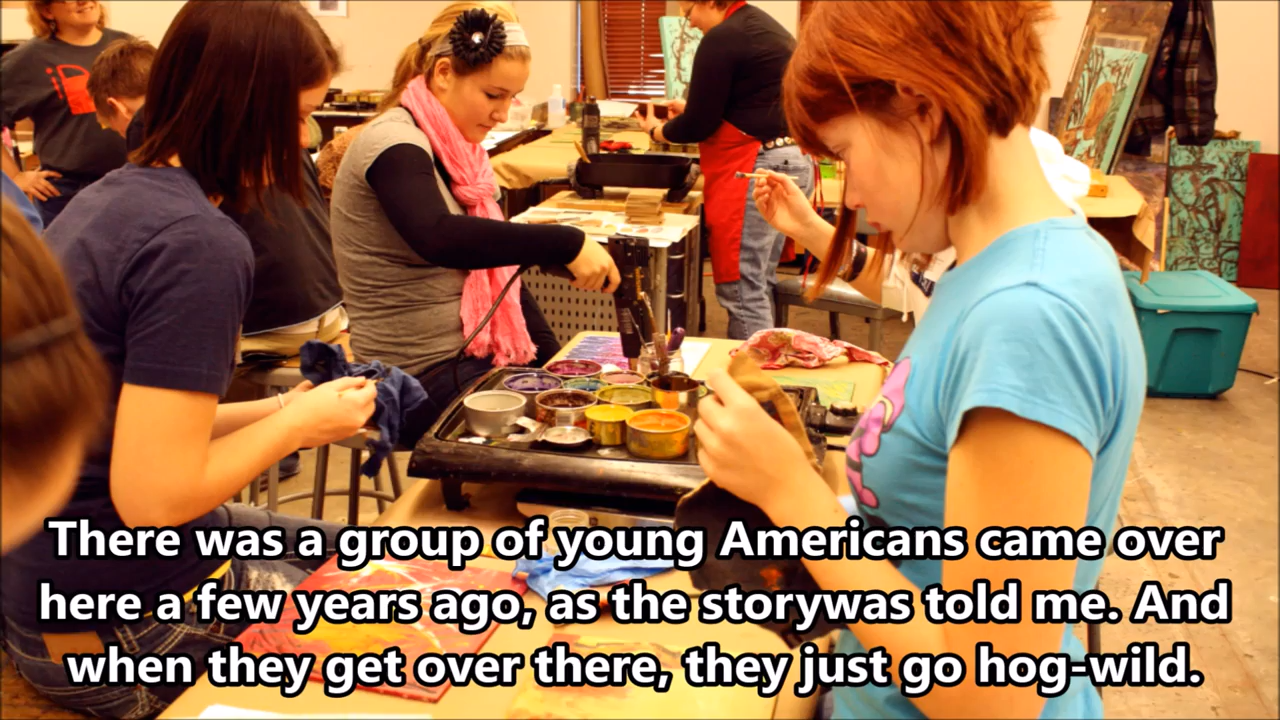 There was a group of young Americans came over
here a few years ago, as the storywas told me. And
when they get over there, they just go hog-wild.